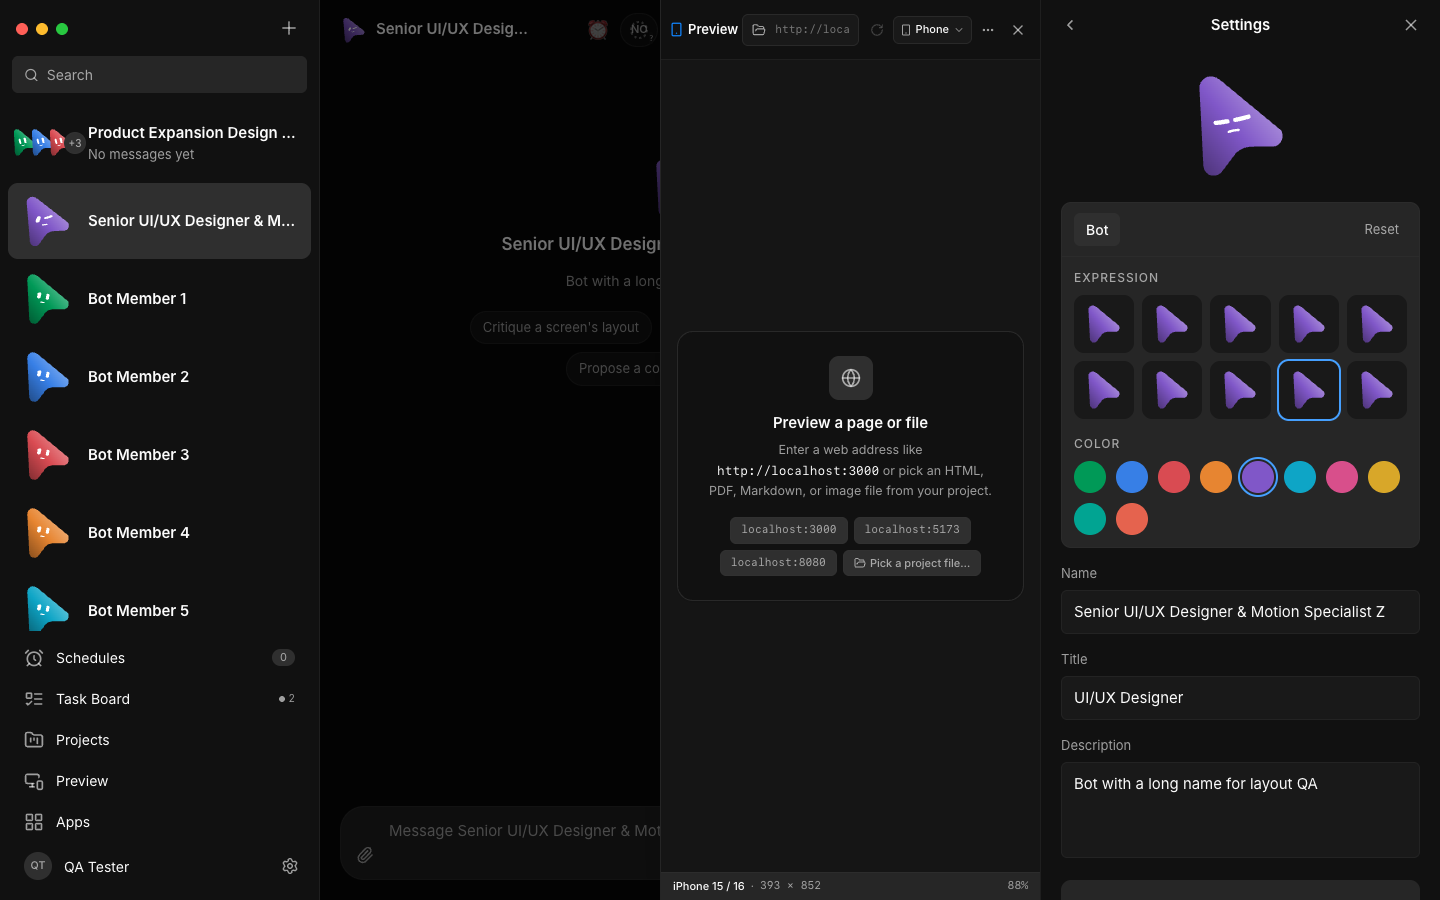 Search
Product Expansion Design ...
No messages yet
+3
Senior UI/UX Designer & M...
Bot Member 1
Bot Member 2
Bot Member 3
Bot Member 4
Bot Member 5
Schedules
0
Task Board
2
Projects
Preview
Apps
QT
QA Tester
Senior UI/UX Desig...
Senior UI/UX Desig
Bot with a long
Critique a screen's layout
Propose a co
Message Senior UI/UX Designer & Mot
Preview
http://loca
Phone
Preview a page or file
Enter a web address like
http://localhost:3000 or pick an HTML,
PDF, Markdown, or image file from your project.
localhost:3000
localhost:5173
localhost:8080
Pick a project file...
iPhone 15 / 16 · 393 × 852
88%
Settings
Bot
Reset
EXPRESSION
COLOR
Name
Senior UI/UX Designer & Motion Specialist Z
Title
UI/UX Designer
Description
Bot with a long name for layout QA